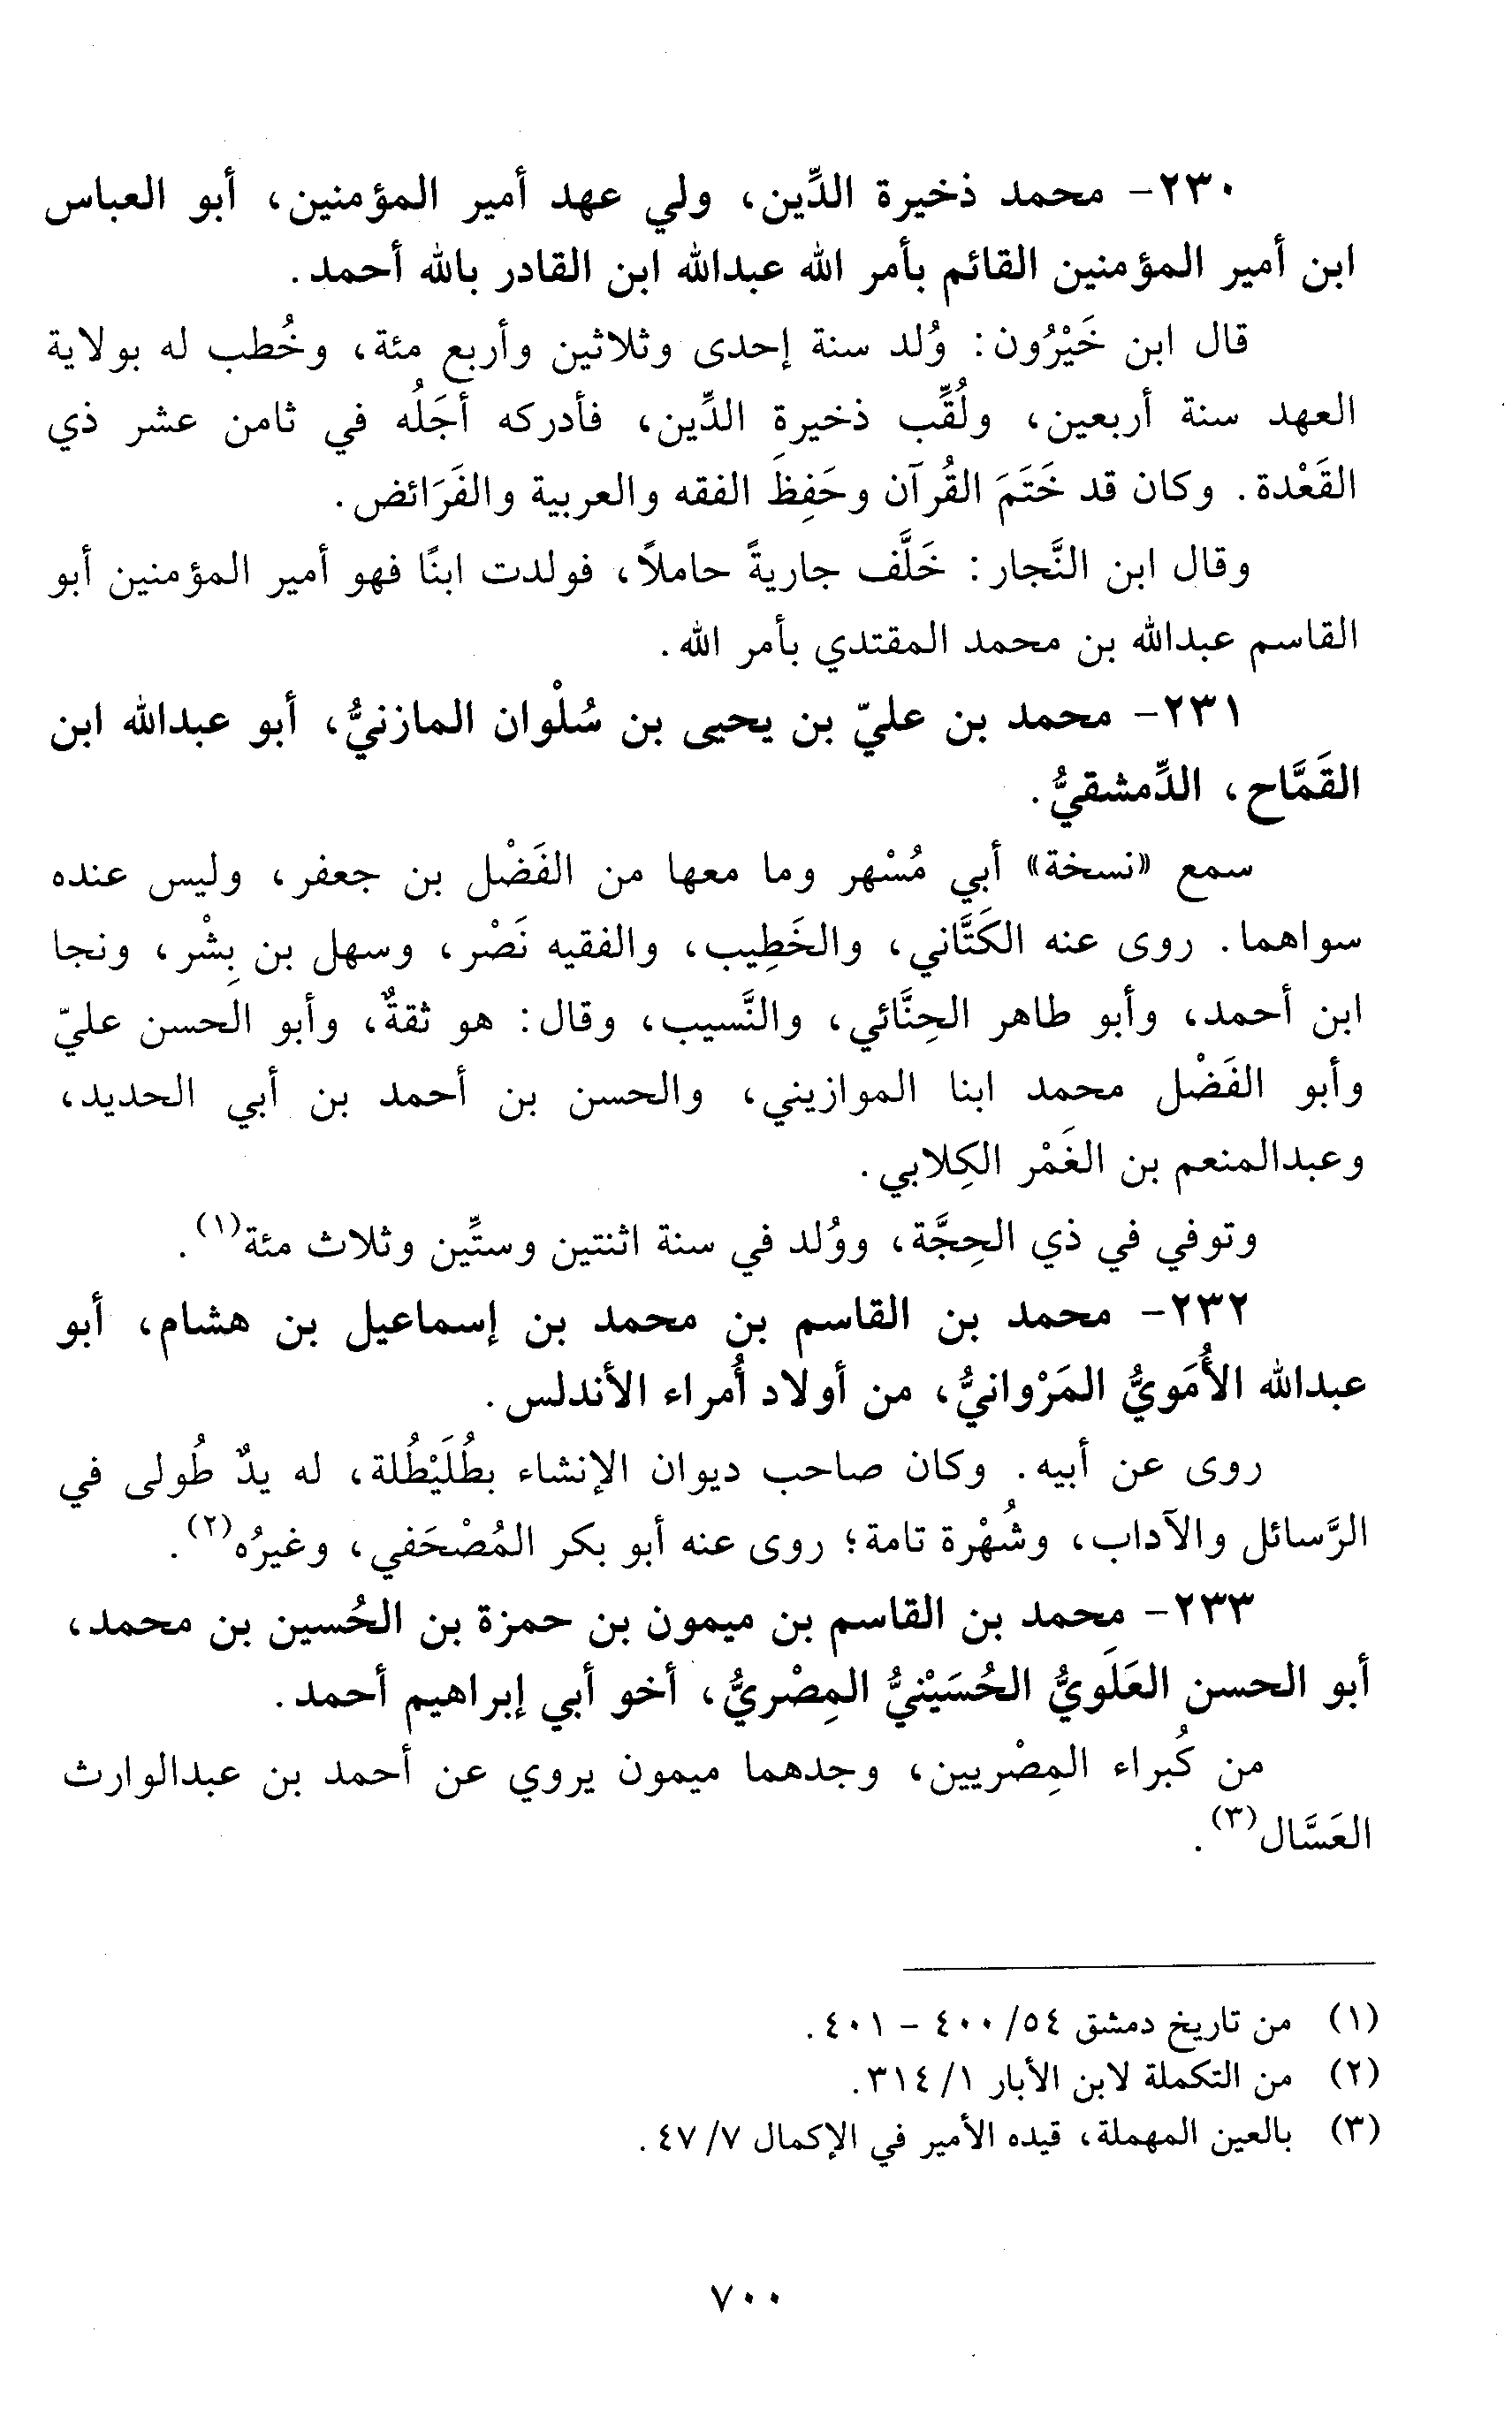 ٢٣٠- محمد ذخيرة الدِّين، ولي عهد أمير المؤمنين، أبو العباس
ابن أمير المؤمنين القائم بأمر الله عبدالله ابن القادر بالله أحمد.
قال ابن خَيْرُون: وُلد سنة إحدى وثلاثين وأربع مئة، وخُطب له بولاية
العهد سنة أربعين، ولُقِّب ذخيرة الدِّين، فأدركه أجَلُه في ثامن عشر ذي
القَعْدة. وكان قد خَتَمَ القُرآن وحَفِظَ الفقه والعربية والفَرَائض.
وقال ابن النَّجار: خَلَّف جاريةً حاملاً، فولدت ابنًا فهو أمير المؤمنين أبو
القاسم عبدالله بن محمد المقتدي بأمر الله.
٢٣١- محمد بن عليّ بن يحيى بن سُلْوان المازنيُّ، أبو عبدالله ابن
القَمَّاح، الدِّمشقيُّ.
سمع «نسخة» أبي مُسْهر وما معها من الفَضْل بن جعفر، وليس عنده
سواهما. روى عنه الكَتَّاني، والخَطِيب، والفقيه نَصْر، وسهل بن بِشْر، ونجا
ابن أحمد، وأبو طاهر الحِنَّائي، والنَّسيب، وقال: هو ثقةٌ، وأبو الحسن عليّ
وأبو الفَضْل محمد ابنا الموازيني، والحسن بن أحمد بن أبي الحديد،
وعبدالمنعم بن الغَمْر الكِلابي.
وتوفي في ذي الحِجَّة، ووُلد في سنة اثنتين وستِّين وثلاث مئة(١).
٢٣٢- محمد بن القاسم بن محمد بن إسماعيل بن هشام، أبو
عبدالله الأُمَويُّ المَرْوانيُّ، من أولاد أُمراء الأندلس.
روى عن أبيه. وكان صاحب ديوان الإنشاء بطُلَيْطُلة، له يدٌ طُولى في
الرَّسائل والآداب، وشُهْرة تامة؛ روى عنه أبو بكر المُصْحَفي، وغيرُه(٢).
٢٣٣- محمد بن القاسم بن ميمون بن حمزة بن الحُسين بن محمد،
أبو الحسن العَلَويُّ الحُسَيْنيُّ المِصْريُّ، أخو أبي إبراهيم أحمد.
من كُبراء المِصْريين، وجدهما ميمون يروي عن أحمد بن عبدالوارث
العَسَّال(٣).
(١) من تاريخ دمشق ٥٤/ ٤٠٠ - ٤٠١.
(٢) من التكملة لابن الأبار ١/ ٣١٤.
(٣) بالعين المهملة، قيده الأمير في الإكمال ٧/ ٤٧.
٧٠٠